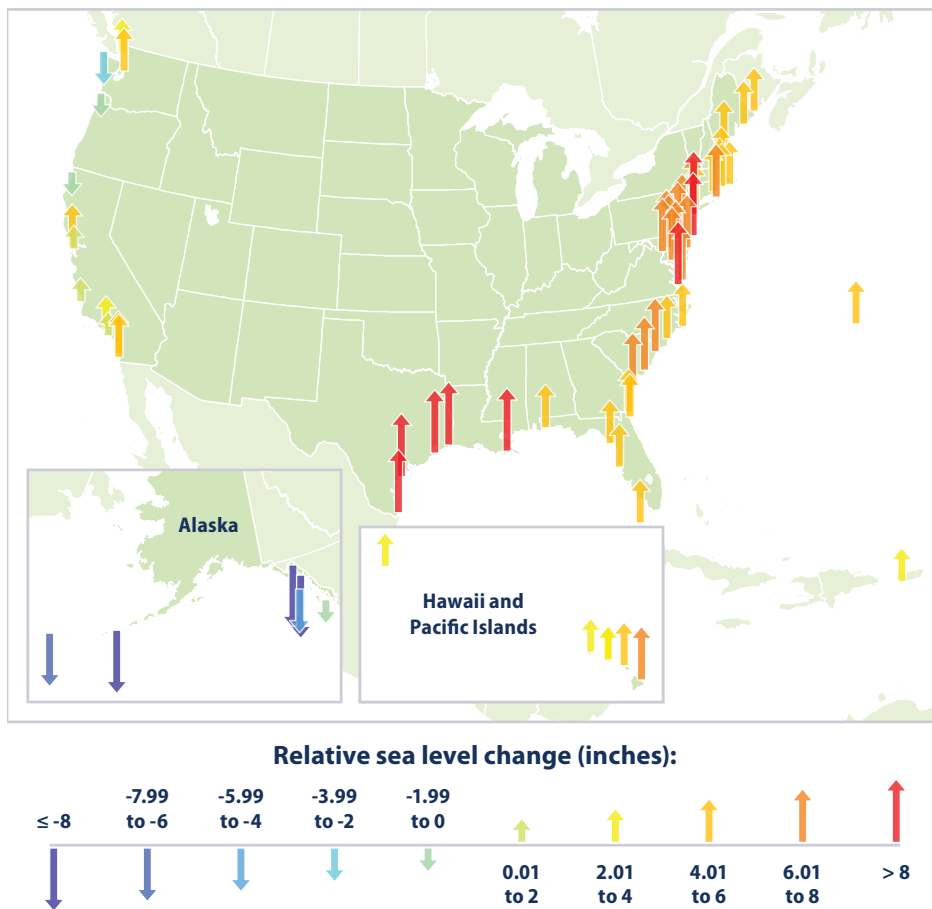 Alaska
Hawaii and
Pacific Islands
Relative sea level change (inches):
≤ -8
-7.99
to -6
-5.99
to -4
-3.99
to -2
-1.99
to 0
0.01
to 2
2.01
to 4
4.01
to 6
6.01
to 8
> 8